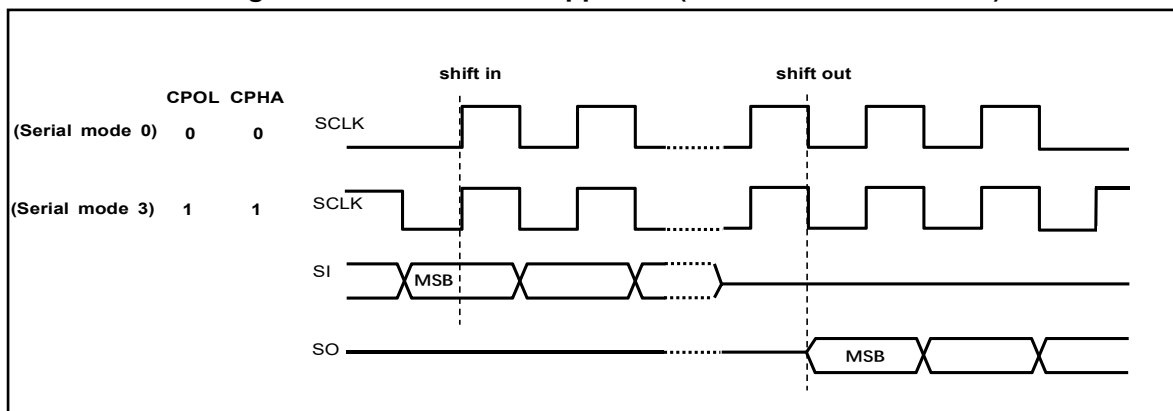 shift in shift out
CPOL CPHA
(Serial mode 0) 0 0 SCLK
(Serial mode 3) 1 1 SCLK
SI MSB
SO MSB